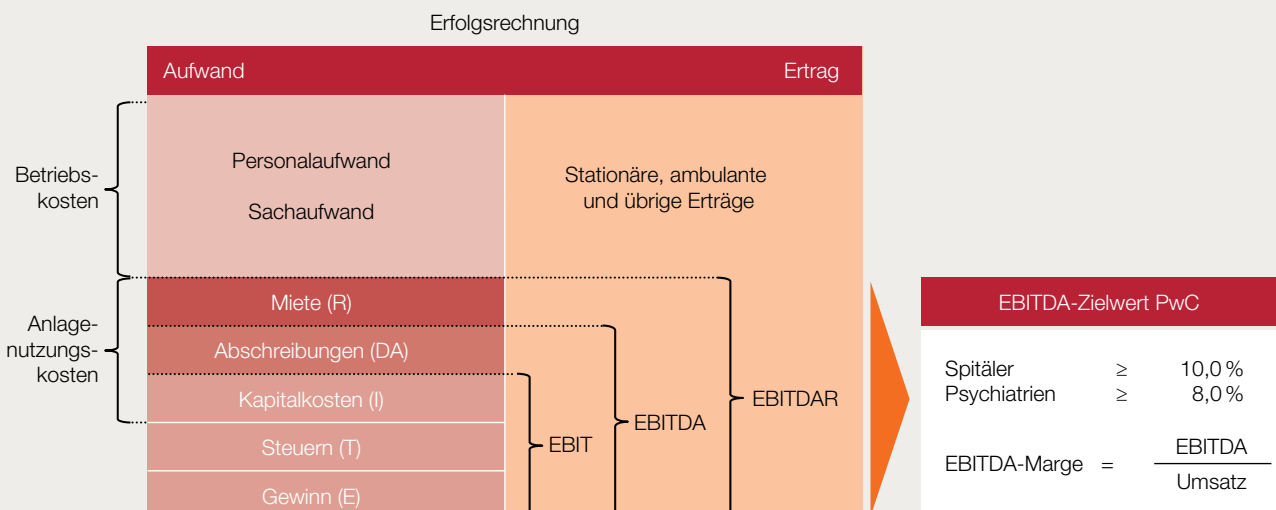 Erfolgsrechnung
Aufwand
Ertrag
Betriebs-
kosten
Personalaufwand
Sachaufwand
Stationäre, ambulante
und übrige Erträge
Anlage-
nutzungs-
kosten
Miete (R)
Abschreibungen (DA)
Kapitalkosten (I)
Steuern (T)
Gewinn (E)
EBIT
EBITDA
EBITDAR
EBITDA-Zielwert PwC
Spitäler ≥ 10,0 %
Psychiatrien ≥ 8,0 %
EBITDA-Marge =
EBITDA
Umsatz